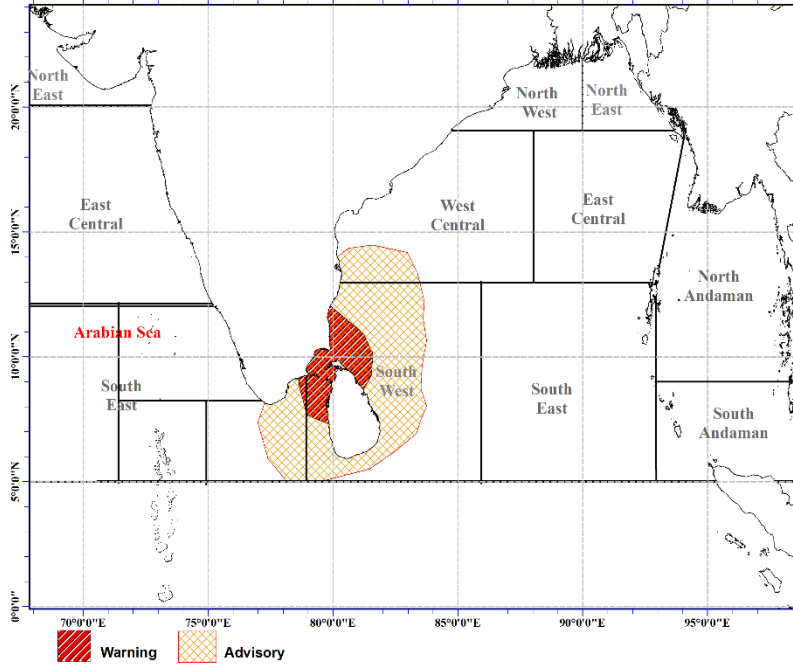 North
East
North
West
North
East
20°0'0"N
East
Central
West
Central
East
Central
15°0'0"N
North
Andaman
Arabian Sea
10°0'0"N
South
East
South
West
South
East
South
Andaman
5°0'0"N
0°0'0"
70°0'0"E
75°0'0"E
80°0'0"E
85°0'0"E
90°0'0"E
95°0'0"E
Warning
Advisory